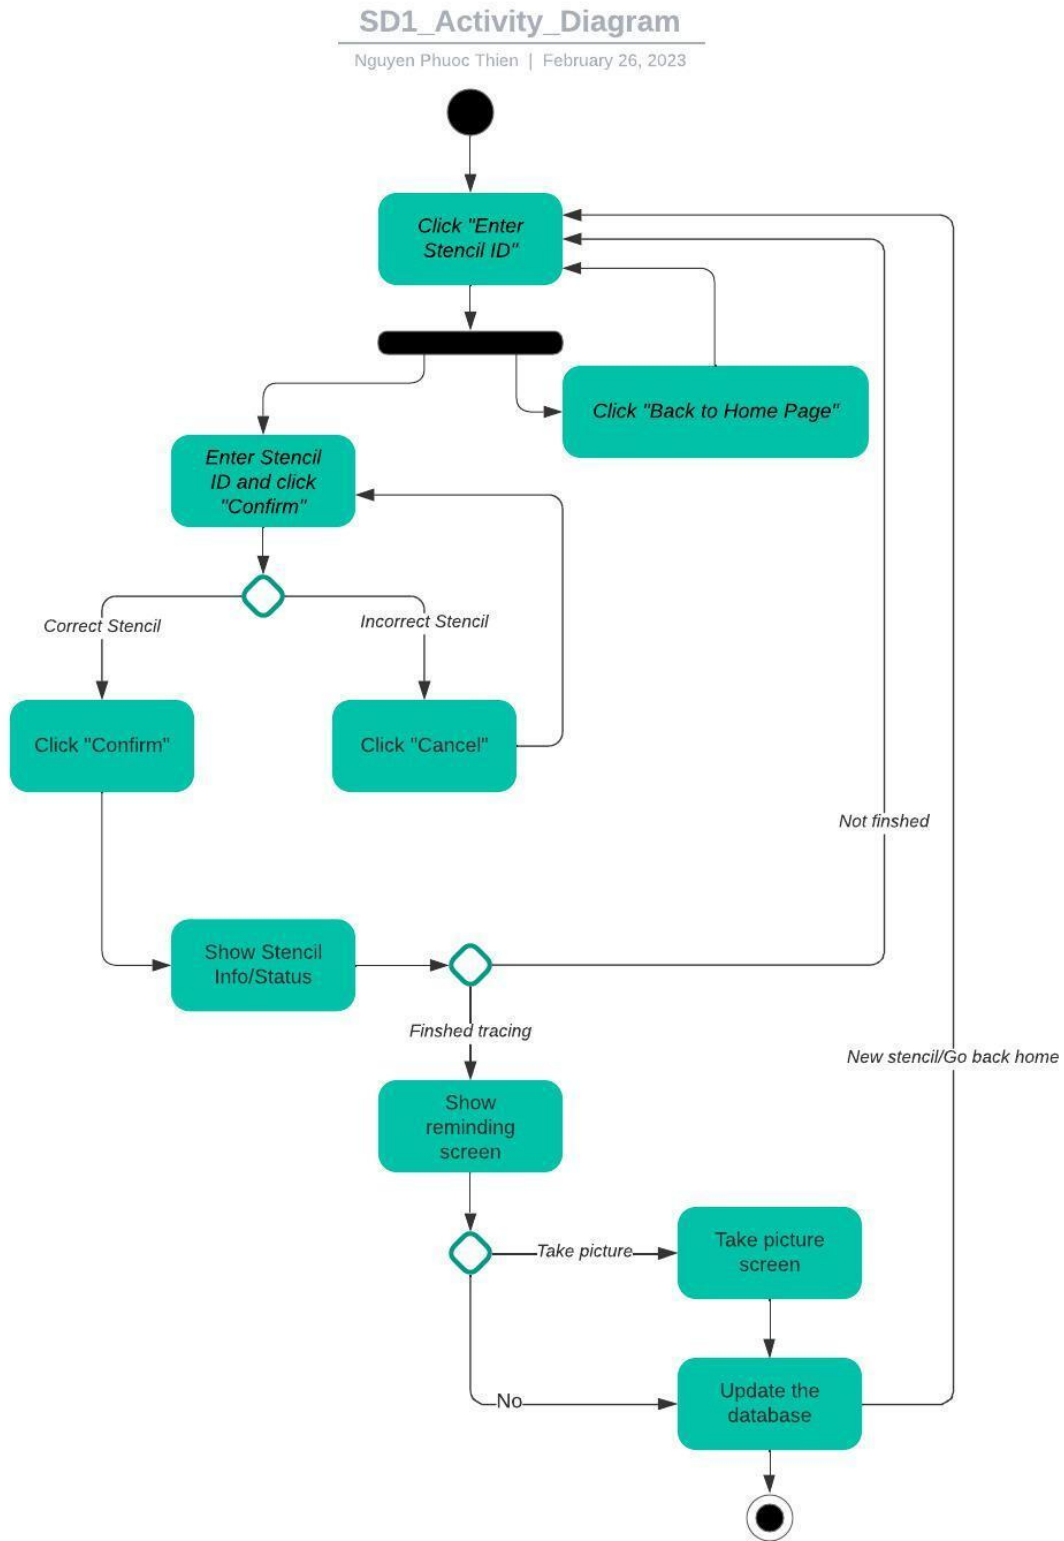 SD1_Activity_Diagram
Nguyen Phuoc Thien | February 26, 2023
Click "Enter
Stencil ID"
Click "Back to Home Page"
Enter Stencil
ID and click
"Confirm"
Correct Stencil
Incorrect Stencil
Click "Confirm"
Click "Cancel"
Not finshed
Show Stencil
Info/Status
Finshed tracing
New stencil/Go back home
Show
reminding
screen
Take picture
Take picture
screen
No
Update the
database